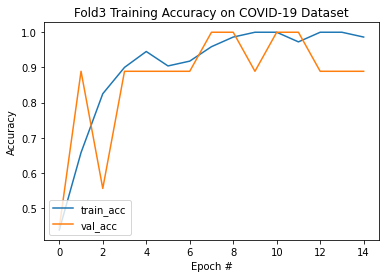 Fold3 Training Accuracy on COVID-19 Dataset
1.0
0.9
0.8
0.7
0.6
0.5
Accuracy
train_acc
val_acc
0 2 4 6 8 10 12 14
Epoch #